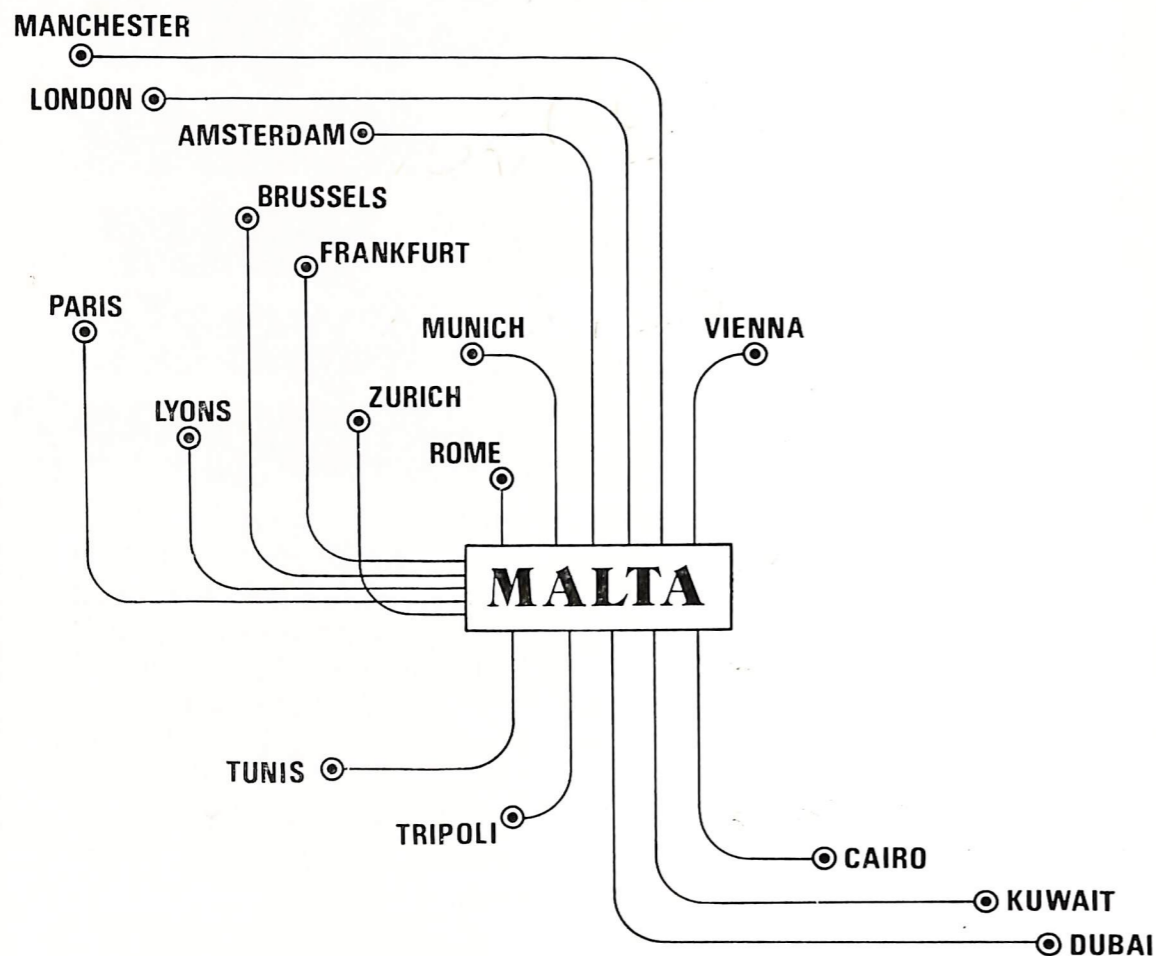 MANCHESTER
LONDON
AMSTERDAM
BRUSSELS
FRANKFURT
PARIS
MUNICH
VIENNA
ZURICH
LYONS
ROME
MALTA
TUNIS
TRIPOLI
CAIRO
KUWAIT
DUBAI